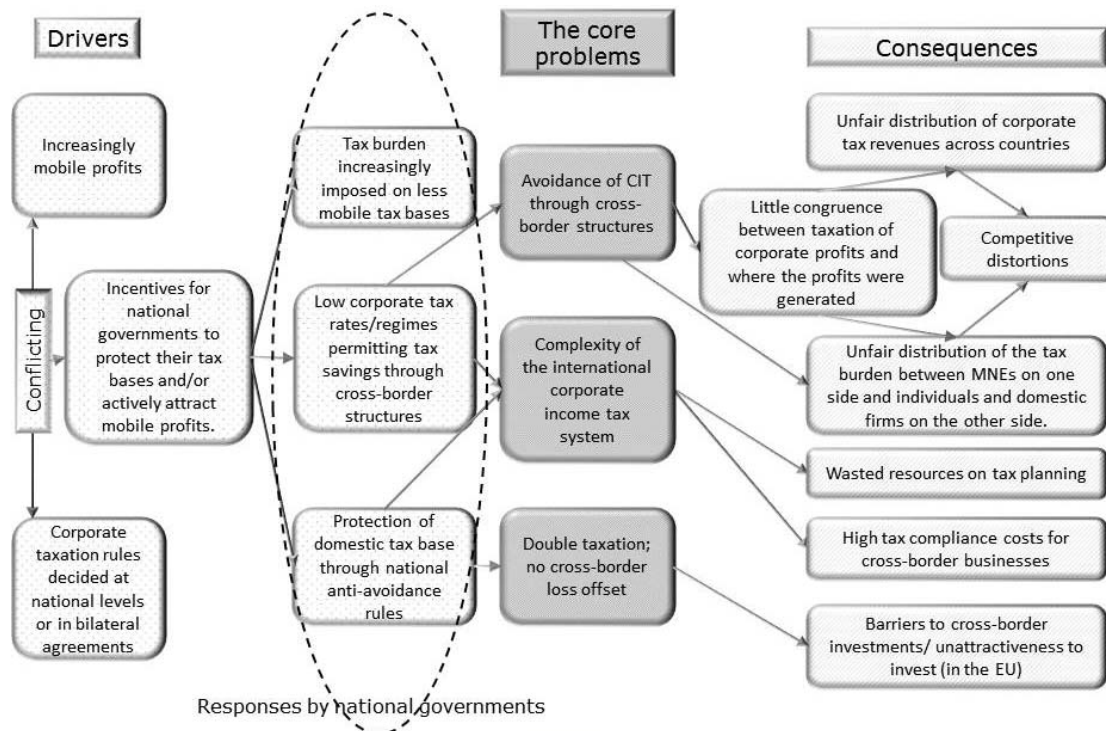 Drivers
The core
problems
Consequences
Increasingly
mobile profits
Conflicting
Incentives for
national
governments to
protect their tax
bases and/or
actively attract
mobile profits.
Corporate
taxation rules
decided at
national levels
or in bilateral
agreements
Tax burden
increasingly
imposed on less
mobile tax bases
Low corporate tax
rates/regimes
permitting tax
savings through
cross-border
structures
Protection of
domestic tax base
through national
anti-avoidance
rules
Responses by national governments
Avoidance of CIT
through cross-
border structures
Complexity of
the international
corporate
income tax
system
Double taxation;
no cross-border
loss offset
Unfair distribution of corporate
tax revenues across countries
Little congruence
between taxation of
corporate profits and
where the profits were
generated
Competitive
distortions
Unfair distribution of the tax
burden between MNEs on one
side and individuals and domestic
firms on the other side.
Wasted resources on tax planning
High tax compliance costs for
cross-border businesses
Barriers to cross-border
investments/ unattractiveness to
invest (in the EU)